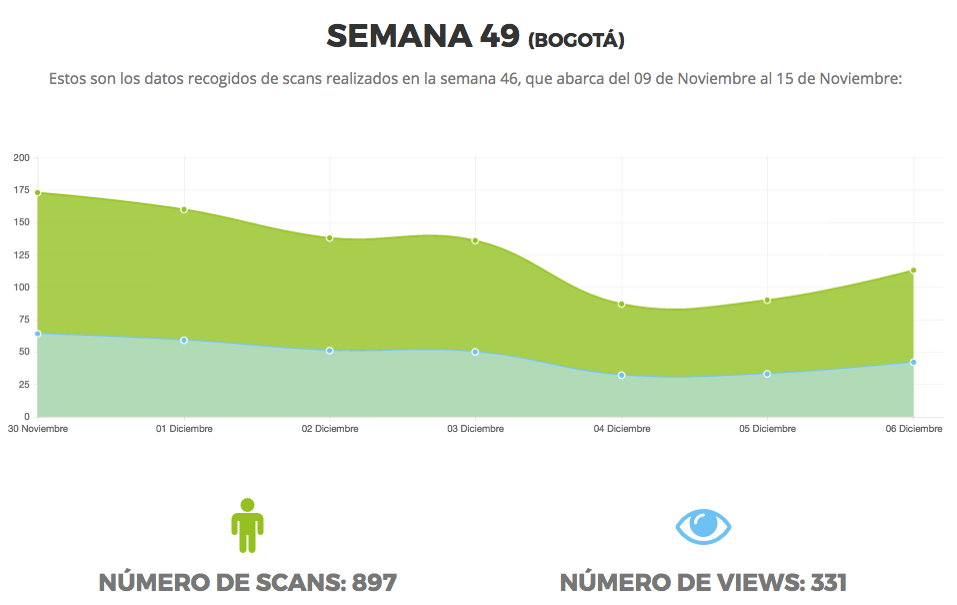 SEMANA 49 (BOGOTÁ)
Estos son los datos recogidos de scans realizados en la semana 46, que abarca del 09 de Noviembre al 15 de Noviembre:
200
175
150
125
100
75
50
25
0
30 Noviembre 01 Diciembre 02 Diciembre 03 Diciembre 04 Diciembre 05 Diciembre 06 Diciembre
NÚMERO DE SCANS: 897 NÚMERO DE VIEWS: 331